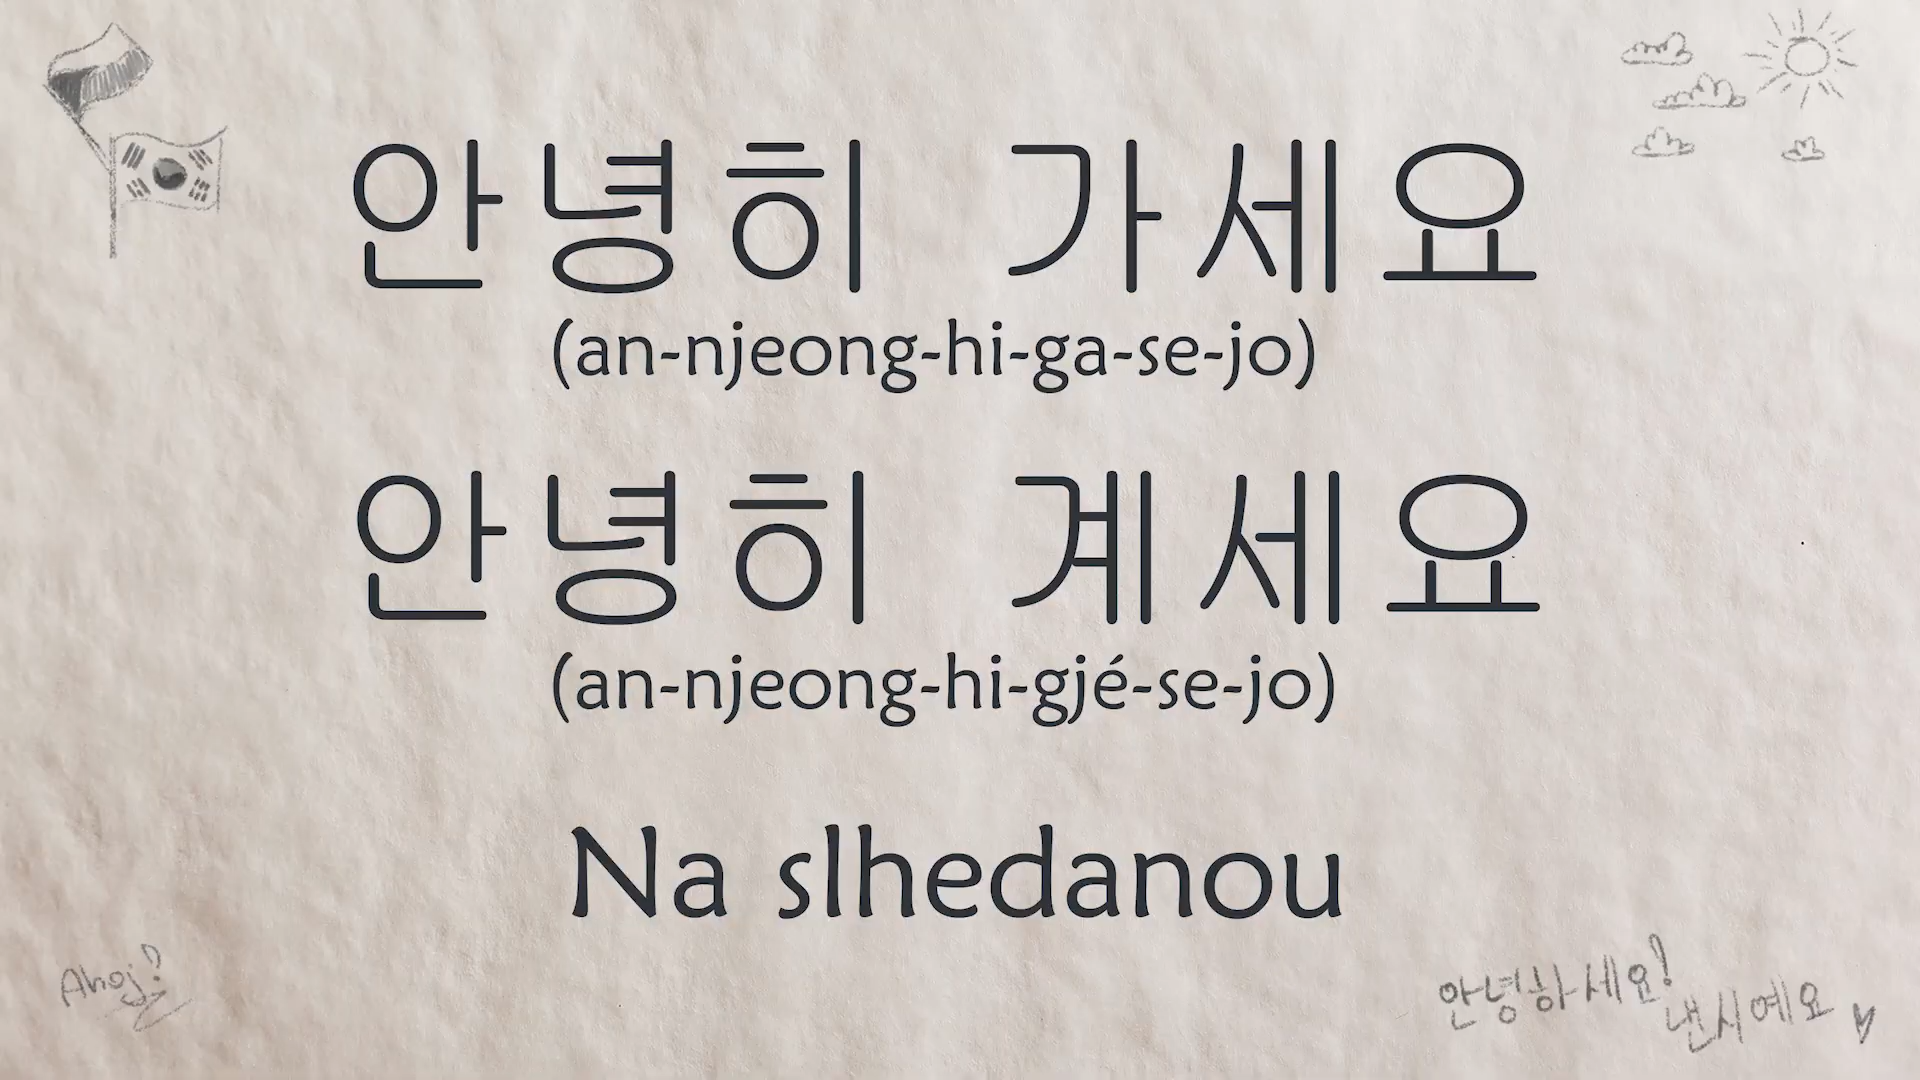 안녕히 가세요
(an-njeong-hi-ga-se-jo)
안녕히 계세요
(an-njeong-hi-gjé-se-jo)
Na slhedanou
Ahoj!
안녕하세요!
낸시예요